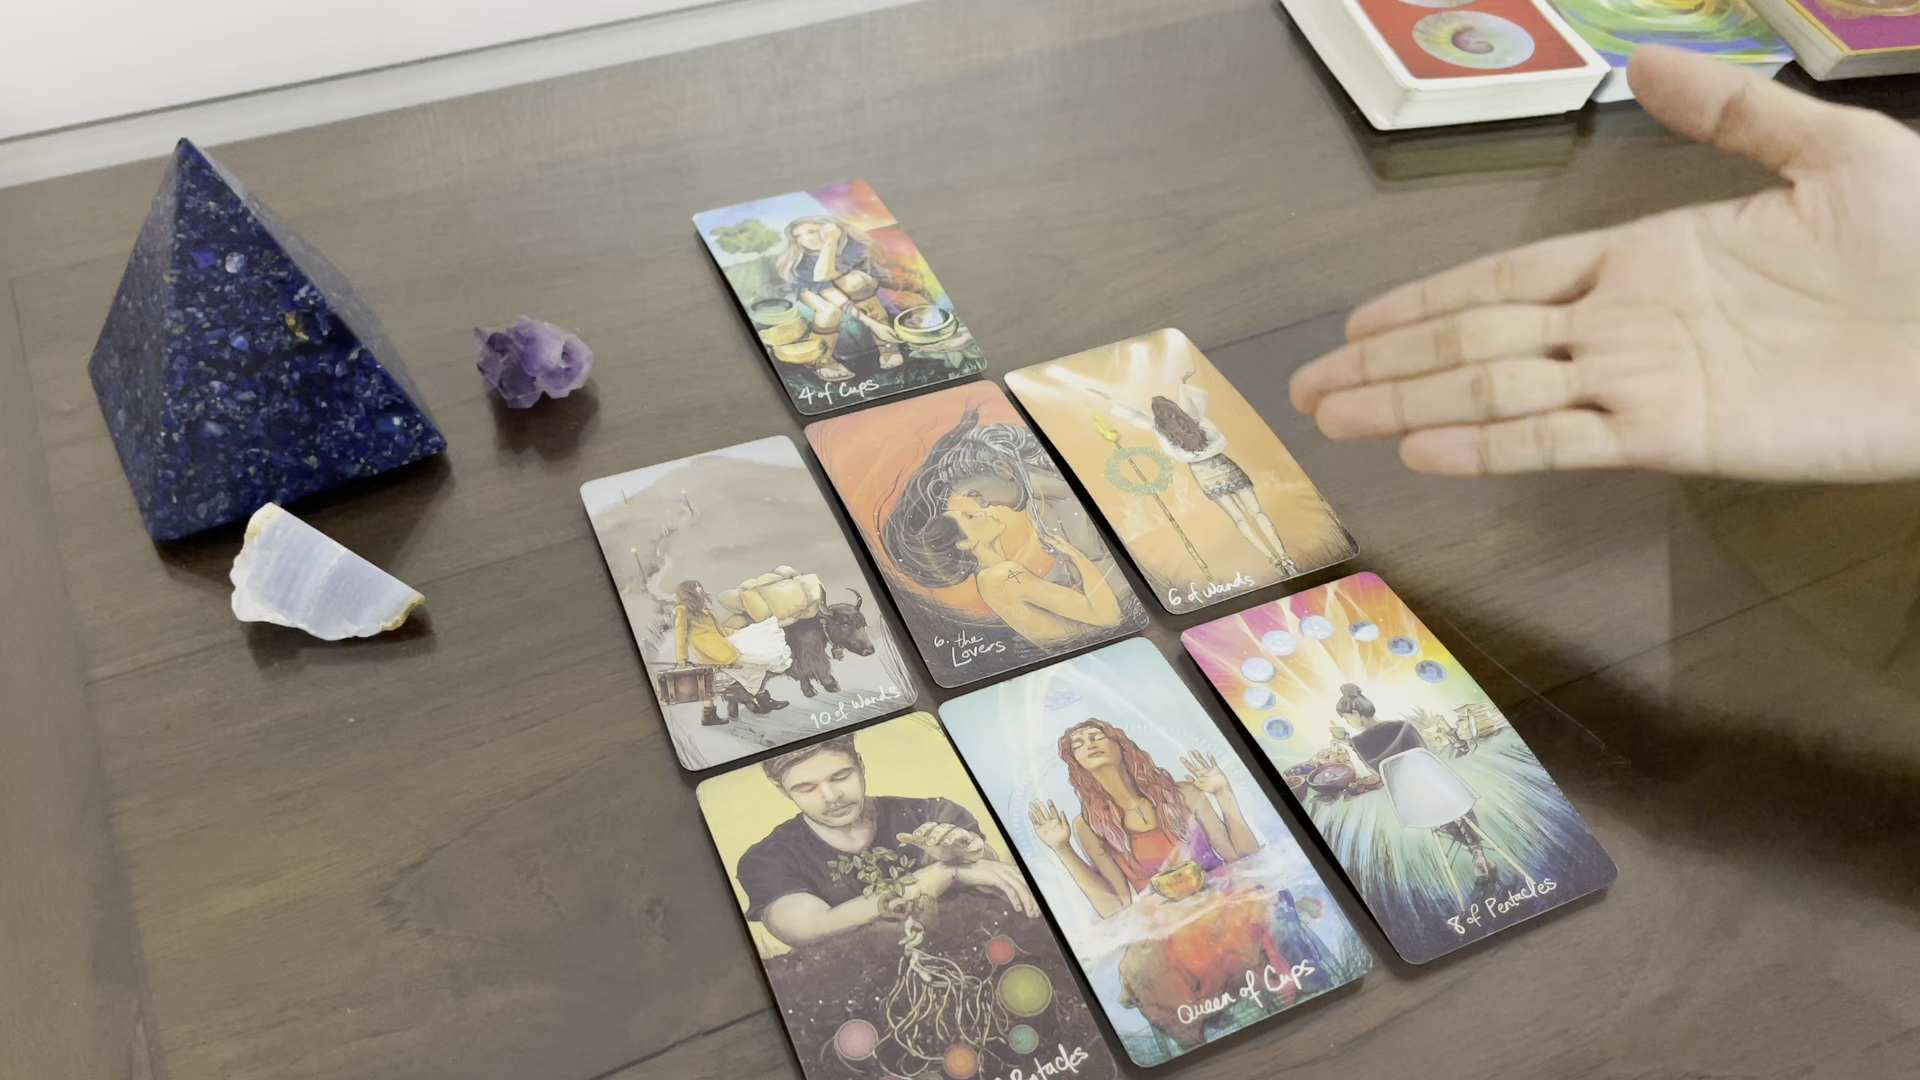 4 of Cups
6 of Wands
6. the
Lovers
10 of Wands
8 of Pentacles
Queen of Cups
Pentacles